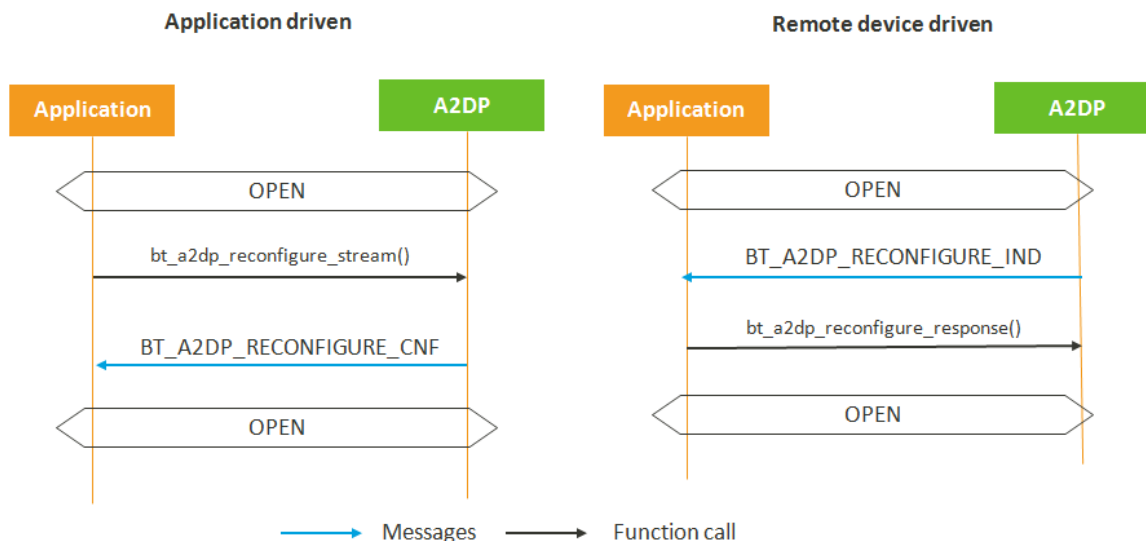 Application driven
Remote device driven
Application
A2DP
Application
A2DP
OPEN
OPEN
bt_a2dp_reconfigure_stream()
BT_A2DP_RECONFIGURE_IND
BT_A2DP_RECONFIGURE_CNF
bt_a2dp_reconfigure_response()
OPEN
OPEN
Messages
Function call